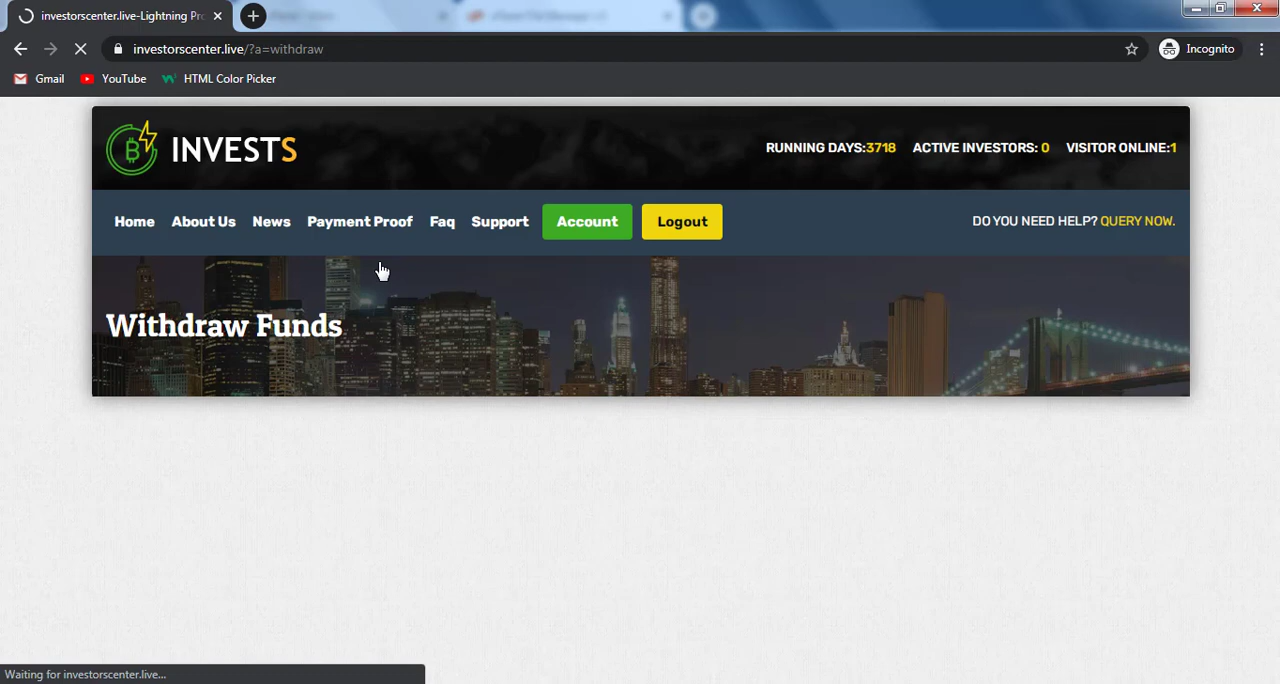 investorscenter.live-Lightning Pr
investorscenter.live/?a=withdraw
Incognito
Gmail YouTube HTML Color Picker
INVESTS
RUNNING DAYS:3718 ACTIVE INVESTORS: 0 VISITOR ONLINE:1
Home About Us News Payment Proof Faq Support Account Logout DO YOU NEED HELP? QUERY NOW.
Withdraw Funds
Waiting for investorscenter.live...